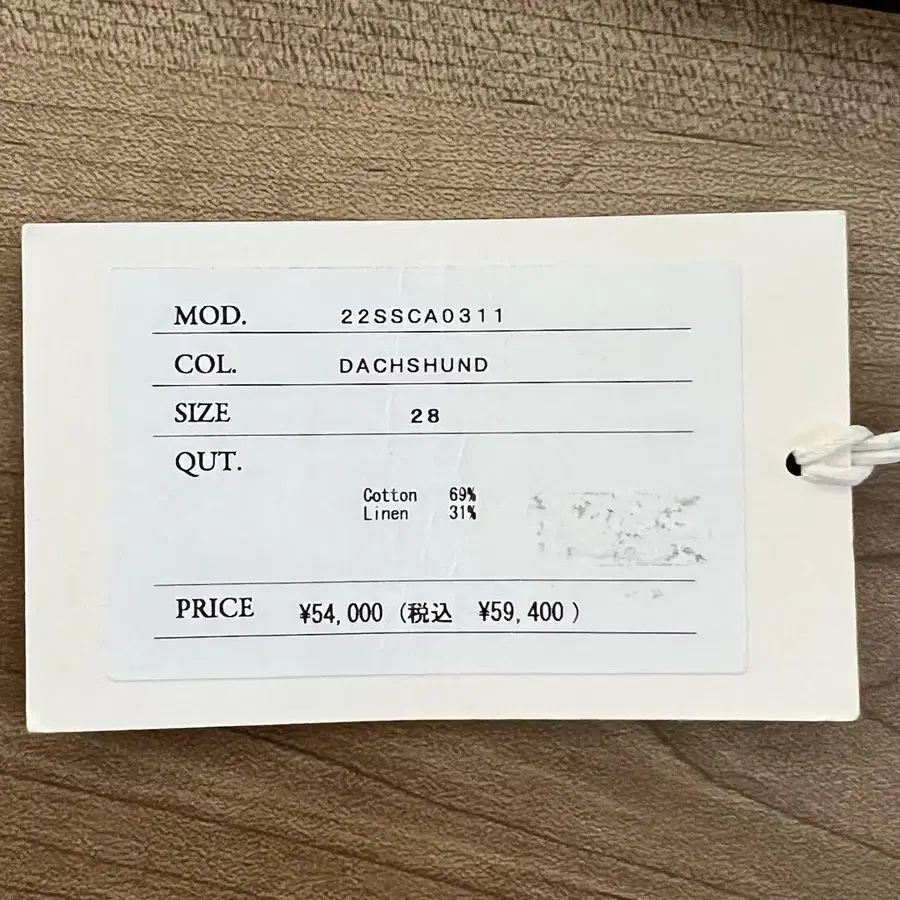 MOD. 22SSCA0311
COL. DACHSHUND
SIZE 28
QUT.
Cotton 69%
Linen 31%
PRICE ¥54,000 (税込 ¥59,400)